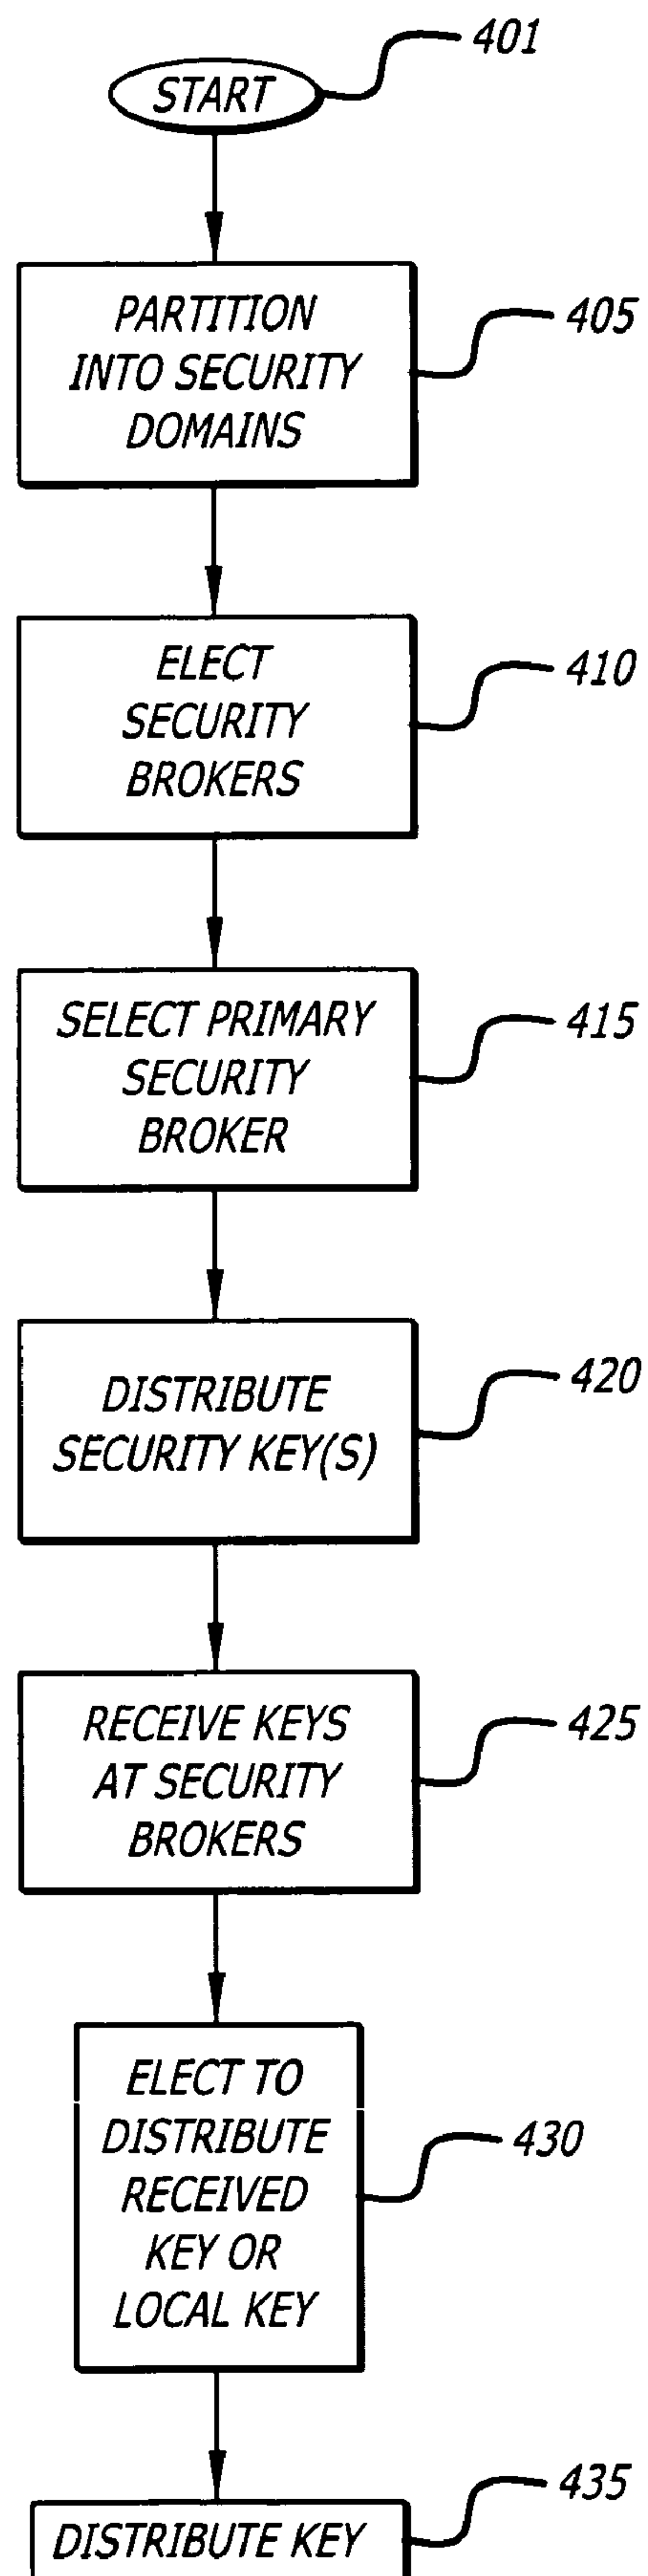 401
START
PARTITION
INTO SECURITY
DOMAINS
405
ELECT
SECURITY
BROKERS
410
SELECT PRIMARY
SECURITY
BROKER
415
DISTRIBUTE
SECURITY KEY(S)
420
RECEIVE KEYS
AT SECURITY
BROKERS
425
ELECT TO
DISTRIBUTE
RECEIVED
KEY OR
LOCAL KEY
430
435
DISTRIBUTE KEY